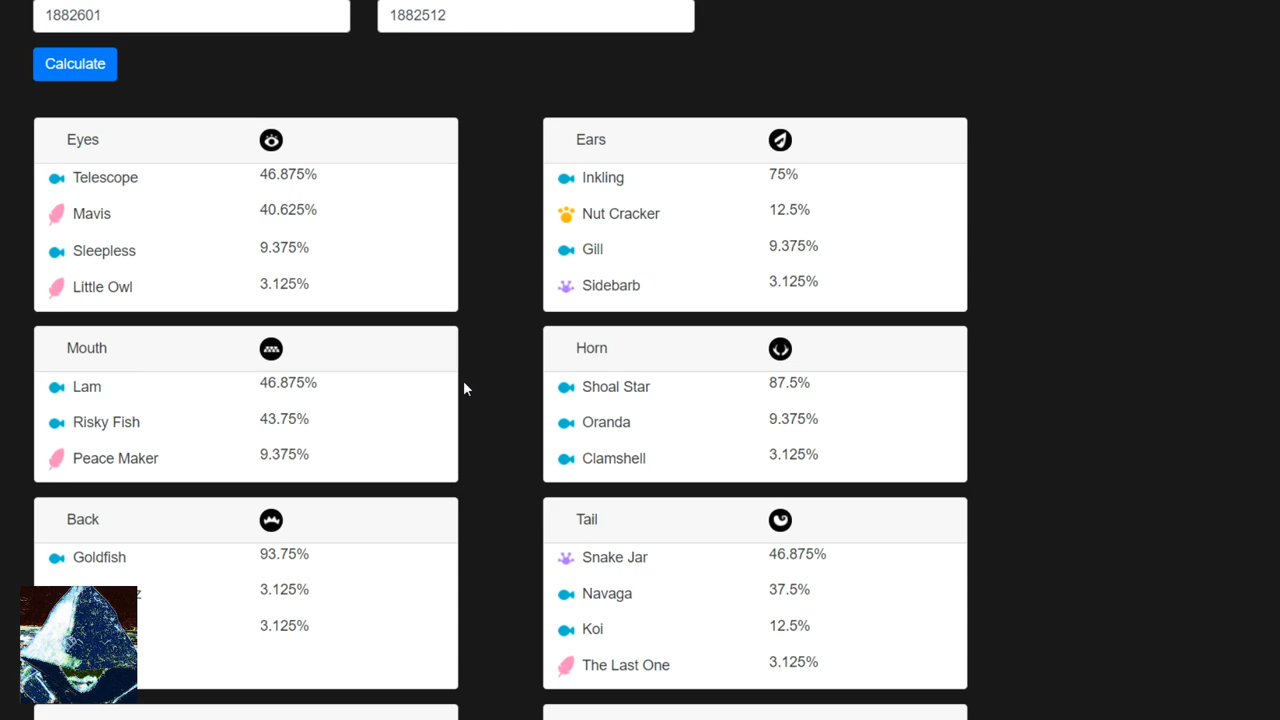 1882601 1882512
Calculate
Eyes
Telescope 46.875%
Mavis 40.625%
Sleepless 9.375%
Little Owl 3.125%
Ears
Inkling 75%
Nut Cracker 12.5%
Gill 9.375%
Sidebarb 3.125%
Mouth
Lam 46.875%
Risky Fish 43.75%
Peace Maker 9.375%
Horn
Shoal Star 87.5%
Oranda 9.375%
Clamshell 3.125%
Back
Goldfish 93.75%
3.125%
3.125%
Tail
Snake Jar 46.875%
Navaga 37.5%
Koi 12.5%
The Last One 3.125%